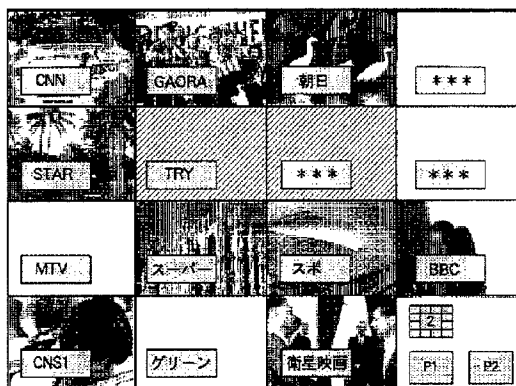 CNN
GAORA
朝日
***
STAR
TRY
***
***
MTV
スーパー
スポ
BBC
CNS1
グリーン
衛星映画
2
P1
P2